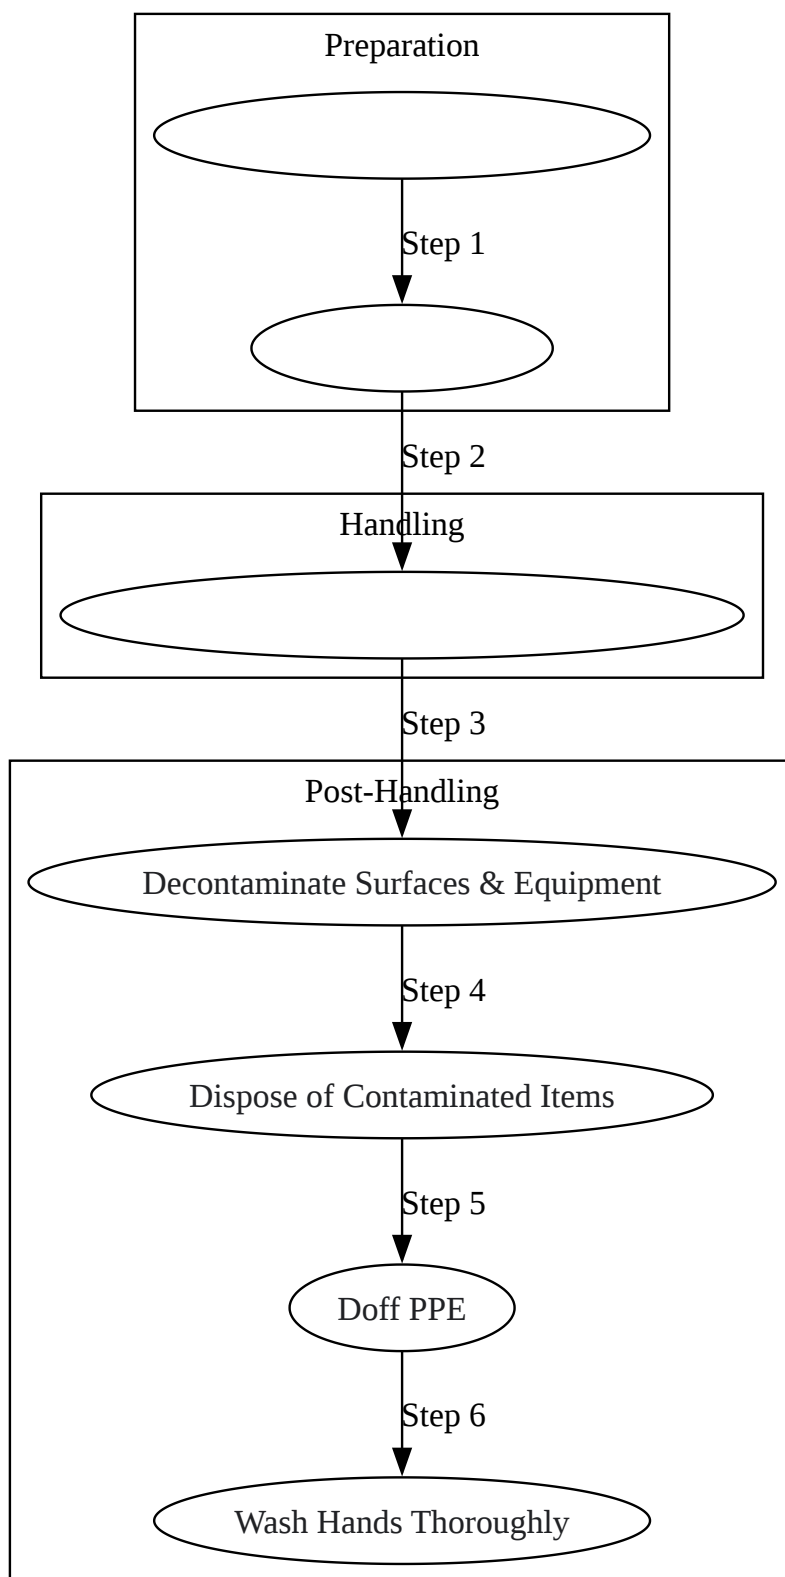 Preparation
Step 1
Step 2
Handling
Step 3
Post-Handling
Decontaminate Surfaces & Equipment
Step 4
Dispose of Contaminated Items
Step 5
Doff PPE
Step 6
Wash Hands Thoroughly